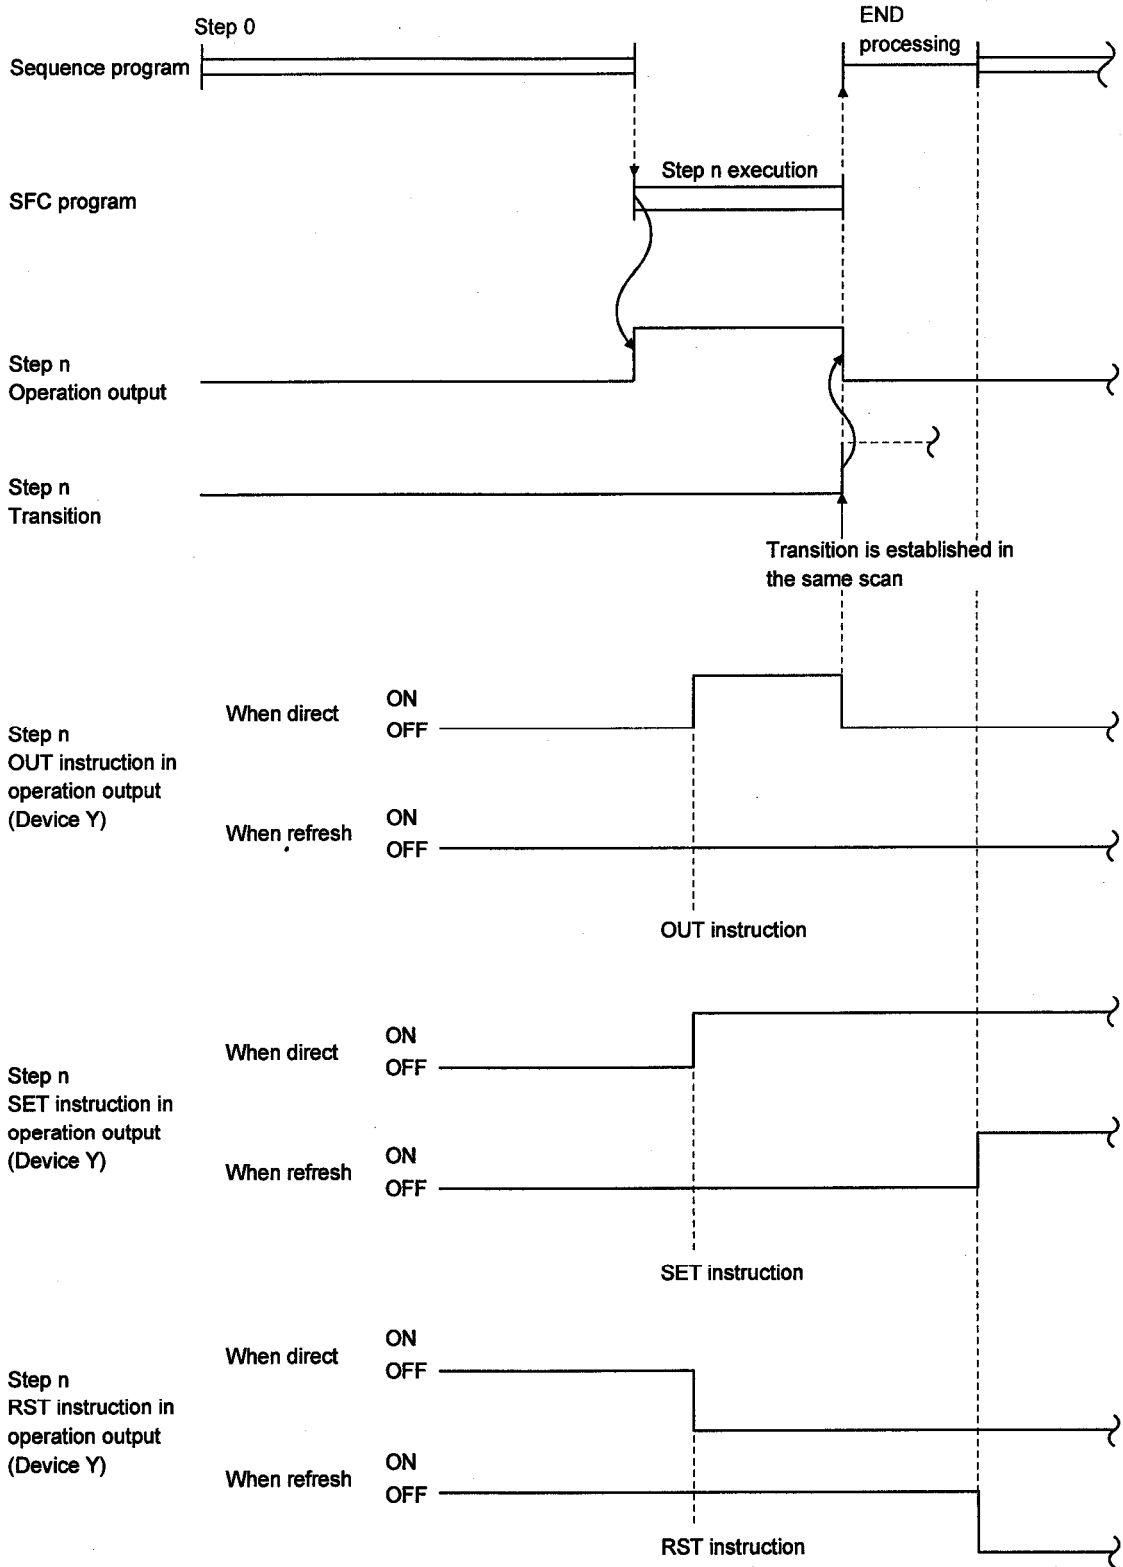 Step 0
END
processing
Sequence program
Step n execution
SFC program
Step n
Operation output
Step n
Transition
Transition is established in
the same scan
Step n
OUT instruction in
operation output
(Device Y)
When direct
ON
OFF
When refresh
ON
OFF
OUT instruction
Step n
SET instruction in
operation output
(Device Y)
When direct
ON
OFF
When refresh
ON
OFF
SET instruction
Step n
RST instruction in
operation output
(Device Y)
When direct
ON
OFF
When refresh
ON
OFF
RST instruction